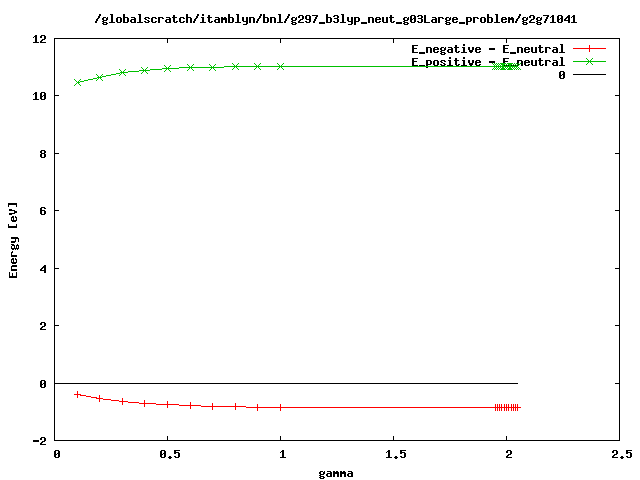 /globalscratch/itamblyn/bnl/g297_b3lyp_neut_g03Large_problem/g2g71041
E_negative - E_neutral
E_positive - E_neutral
0
12
10
8
6
4
2
0
-2
Energy [eV]
0 0.5 1 1.5 2 2.5
gamma